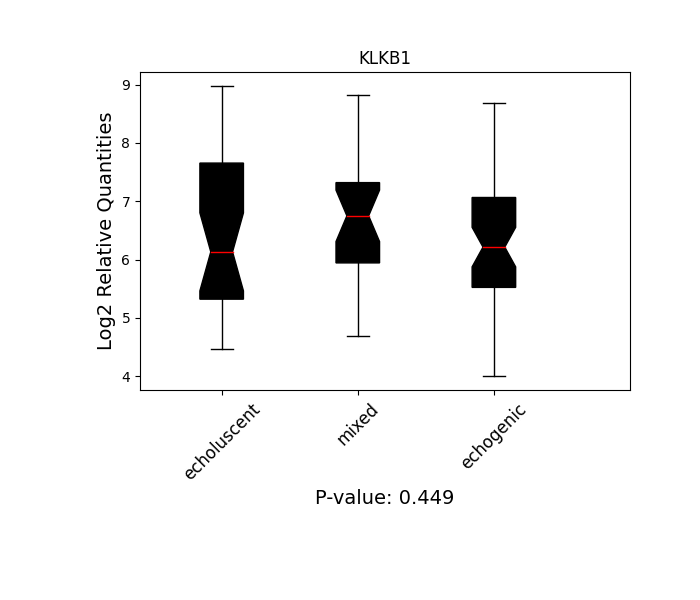 KLKB1
Log2 Relative Quantities
9
8
7
6
5
4
echoluscent
mixed
echogenic
P-value: 0.449